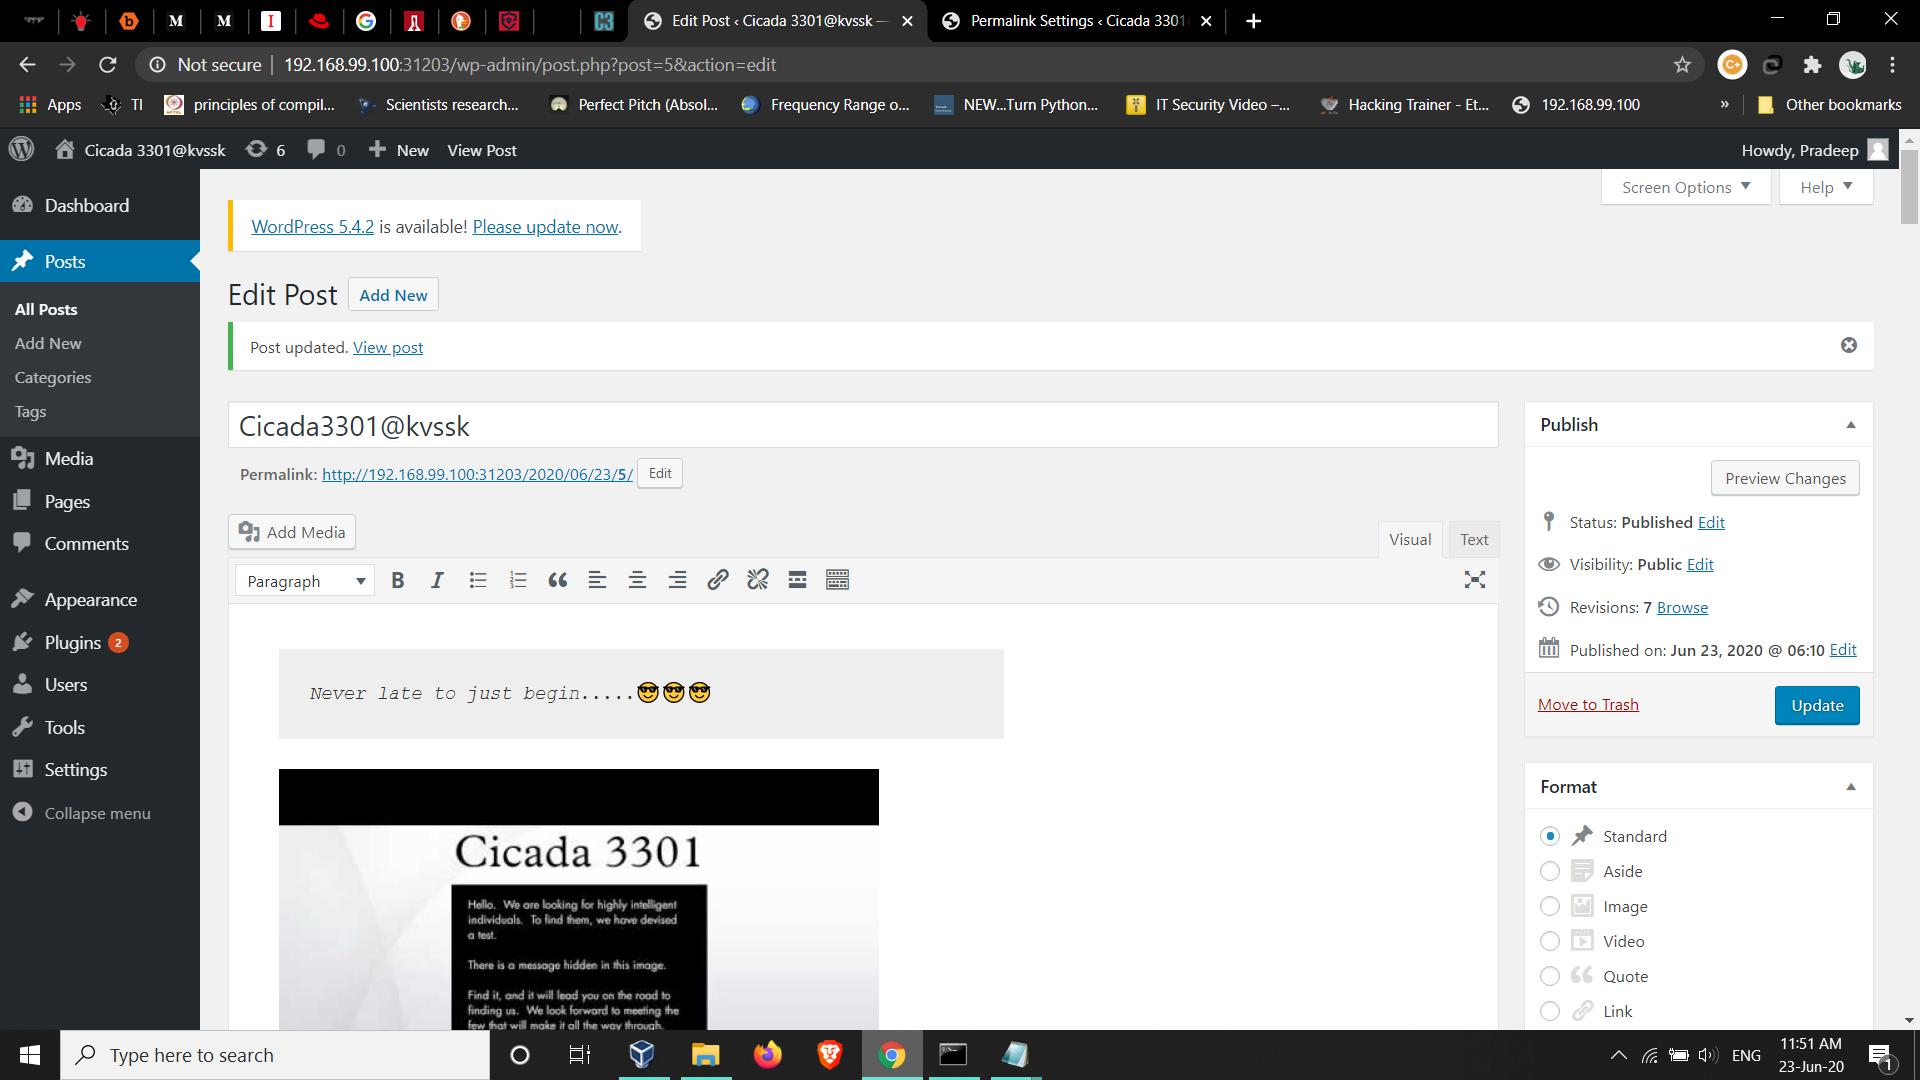 Edit Post ‹ Cicada 3301@kvssk —
Permalink Settings ‹ Cicada 3301
Not secure | 192.168.99.100:31203/wp-admin/post.php?post=5&action=edit
Apps TI principles of compil... Scientists research... Perfect Pitch (Absol... Frequency Range o... NEW...Turn Python... IT Security Video –... Hacking Trainer - Et... 192.168.99.100 » Other bookmarks
Cicada 3301@kvssk 6 0 New View Post Howdy, Pradeep
Screen Options Help
Dashboard
Posts
All Posts
Add New
Categories
Tags
Media
Pages
Comments
Appearance
Plugins 2
Users
Tools
Settings
Collapse menu
WordPress 5.4.2 is available! Please update now.
Edit Post Add New
Post updated. View post
Cicada3301@kvssk
Permalink: http://192.168.99.100:31203/2020/06/23/5/ Edit
Add Media
Visual Text
Paragraph B I
Never late to just begin.....😎😎😎
Cicada 3301
Hello. We are looking for highly intelligent
individuals. To find them, we have devised
a test.
There is a message hidden in this image.
Find it, and it will lead you on the road to
finding us. We look forward to meeting the
few that will make it all the way through.
Publish
Preview Changes
Status: Published Edit
Visibility: Public Edit
Revisions: 7 Browse
Published on: Jun 23, 2020 @ 06:10 Edit
Move to Trash Update
Format
Standard
Aside
Image
Video
Quote
Link
Type here to search
ENG
11:51 AM
23-Jun-20
1